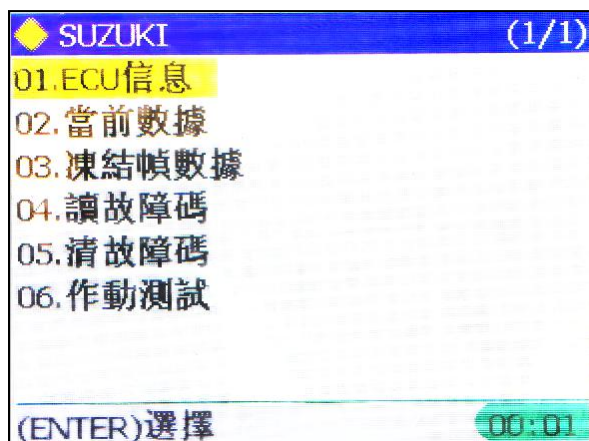 SUZUKI (1/1)
01.ECU信息
02.當前數據
03.凍結幀數據
04.讀故障碼
05.清故障碼
06.作動測試
(ENTER)選擇 00:01